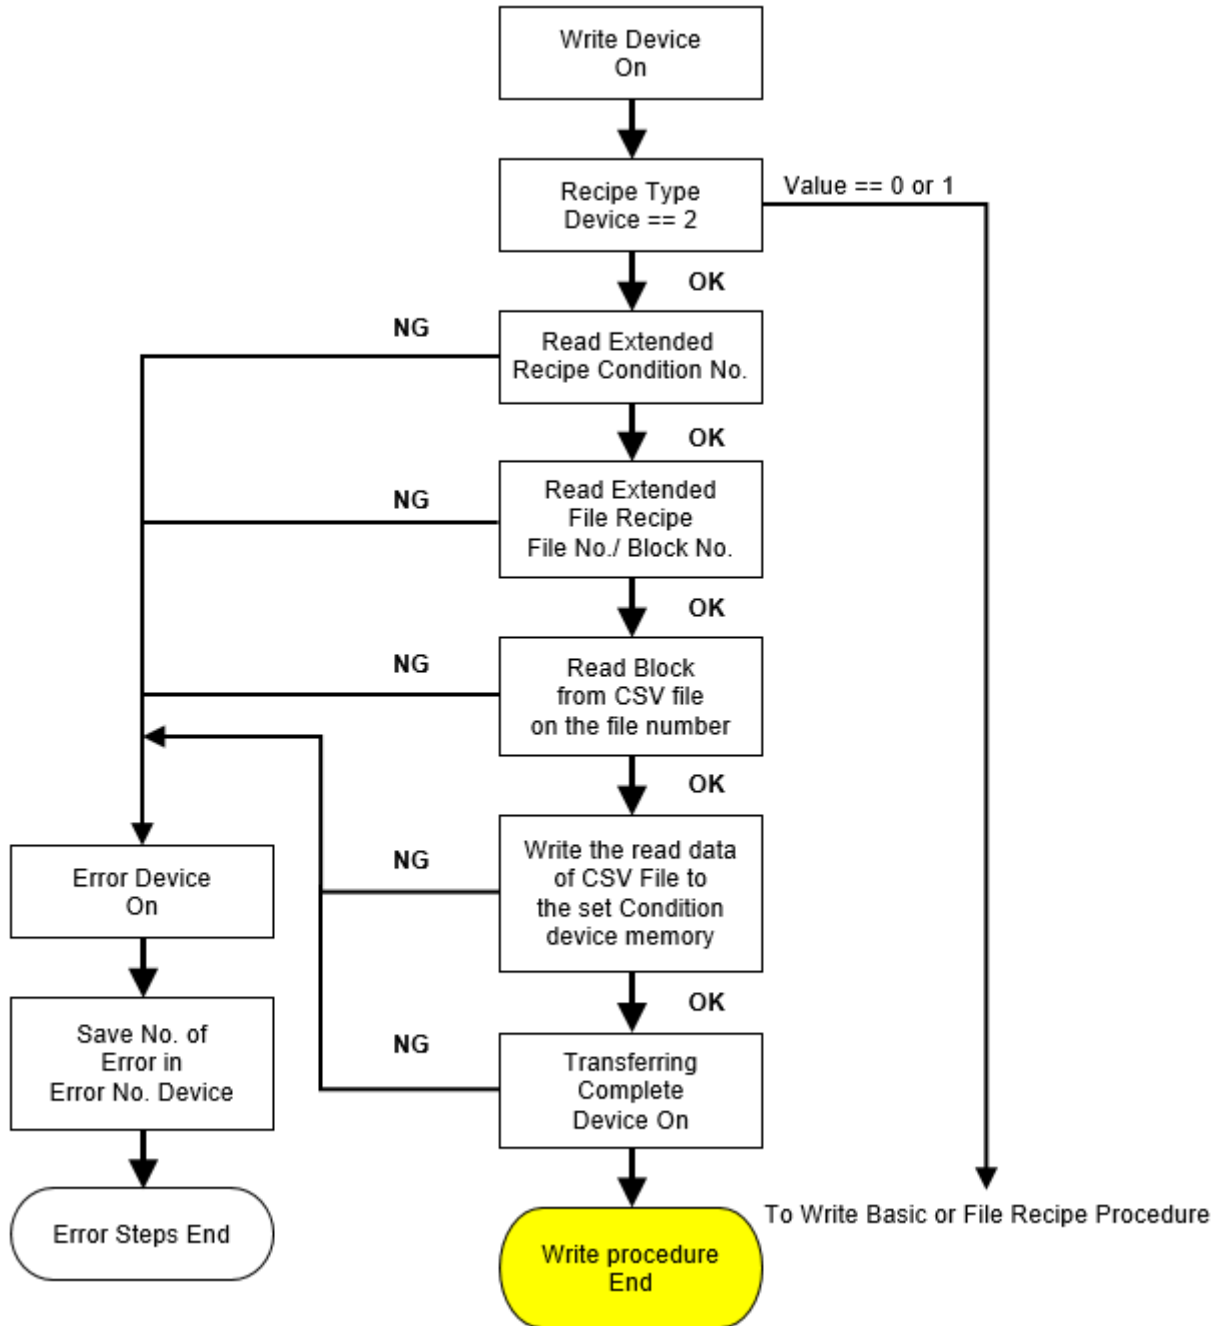 Write Device
On
Recipe Type
Device == 2
Value == 0 or 1
OK
NG
Read Extended
Recipe Condition No.
OK
NG
Read Extended
File Recipe
File No./ Block No.
OK
NG
Read Block
from CSV file
on the file number
OK
NG
Write the read data
of CSV File to
the set Condition
device memory
OK
NG
Transferring
Complete
Device On
Error Device
On
Save No. of
Error in
Error No. Device
Error Steps End
Write procedure
End
To Write Basic or File Recipe Procedure